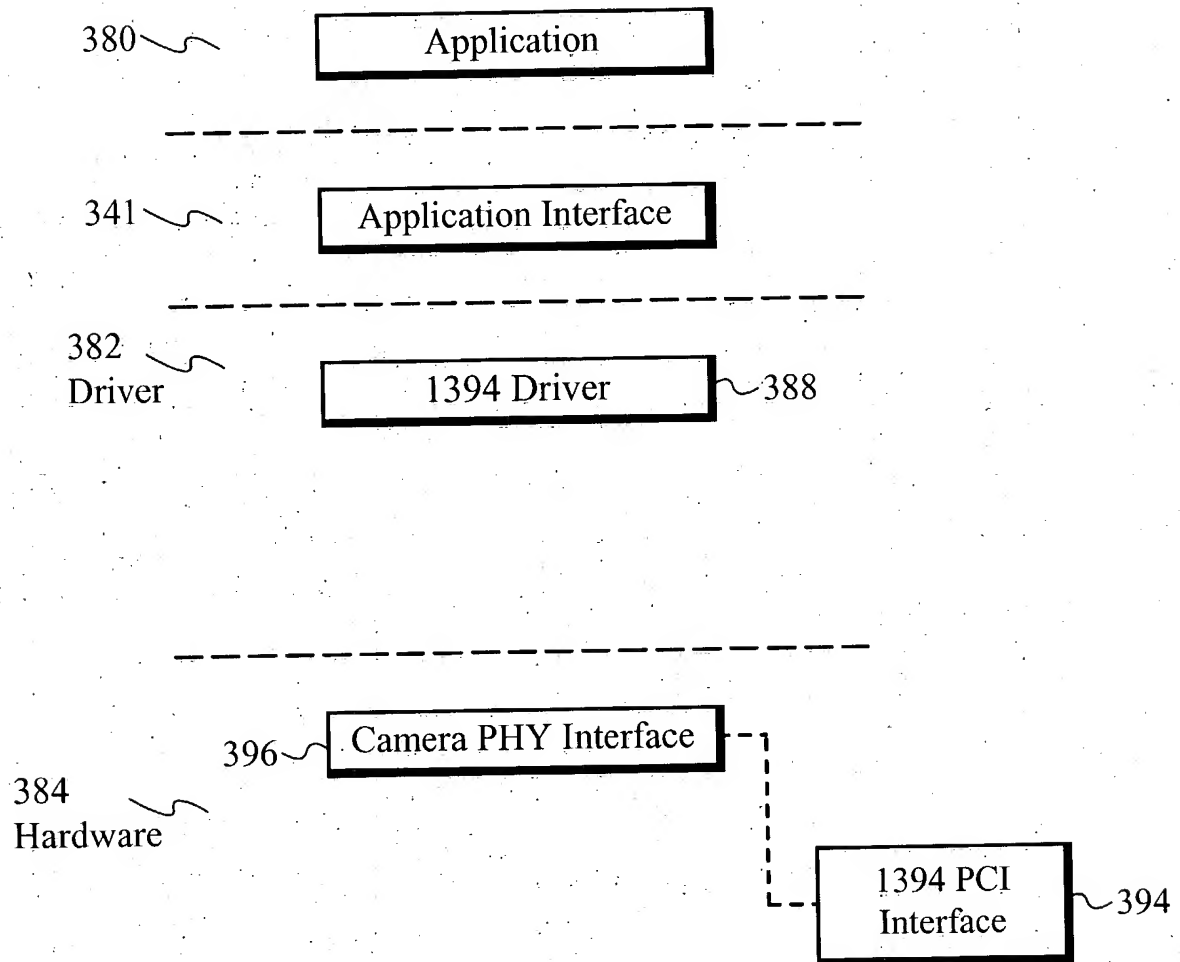 380
Application
341
Application Interface
382
Driver
1394 Driver
388
396
Camera PHY Interface
384
Hardware
1394 PCI
Interface
394